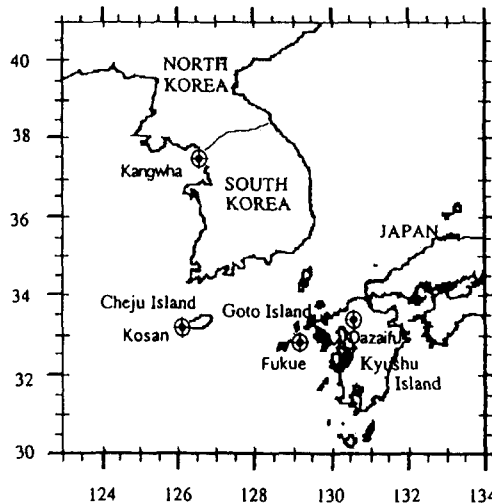 40
38
36
34
32
30
NORTH
KOREA
Kangwha
SOUTH
KOREA
JAPAN
Cheju Island
Goto Island
Kosan
Dazaifu
Fukue
Kyushu
Island
124
126
128
130
132
134